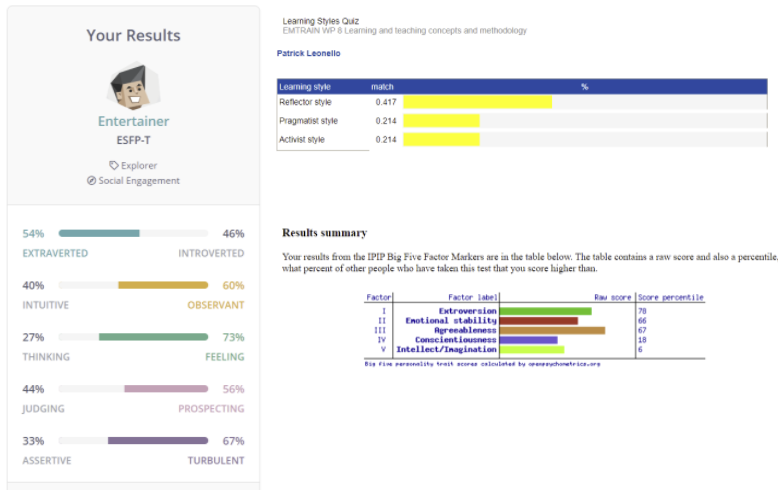 Your Results
Entertainer
ESFP-T
Explorer
Social Engagement
54% 46%
EXTRAVERTED INTROVERTED
40% 60%
INTUITIVE OBSERVANT
27% 73%
THINKING FEELING
44% 56%
JUDGING PROSPECTING
33% 67%
ASSERTIVE TURBULENT
Learning Styles Quiz
EMTRAIN WP 6 Learning and teaching concepts and methodology
Patrick Leonello
Learning style match %
Reflector style 0.417
Pragmatist style 0.214
Activist style 0.214
Results summary
Your results from the IPIP Big Five Factor Markers are in the table below. The table contains a raw score and also a percentile,
what percent of other people who have taken this test that you score higher than.
Factor Factor label Raw score Score percentile
I Extroversion 78
II Emotional stability 66
III Agreeableness 67
IV Conscientiousness 18
V Intellect/Imagination 6
Big Five personality trait scores calculated by openpsychometrics.org